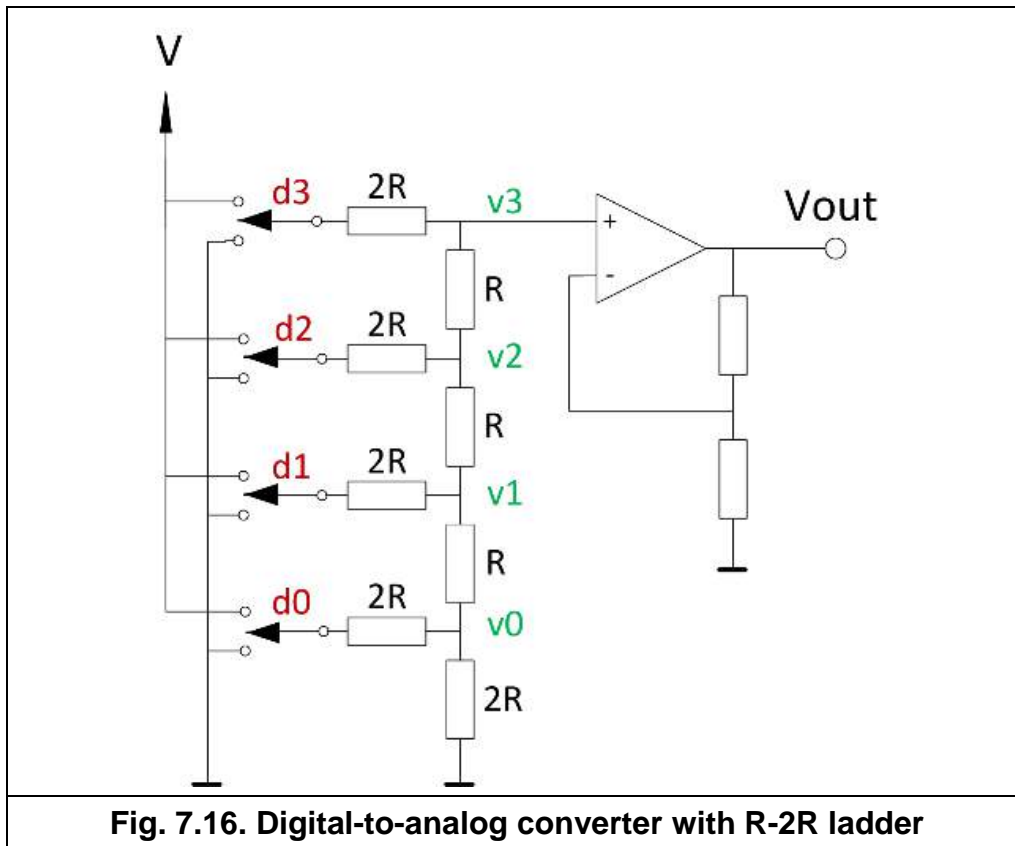 V
d3 2R v3 + Vout
R
-
d2 2R v2
R
d1 2R v1
R
d0 2R v0
2R
Fig. 7.16. Digital-to-analog converter with R-2R ladder